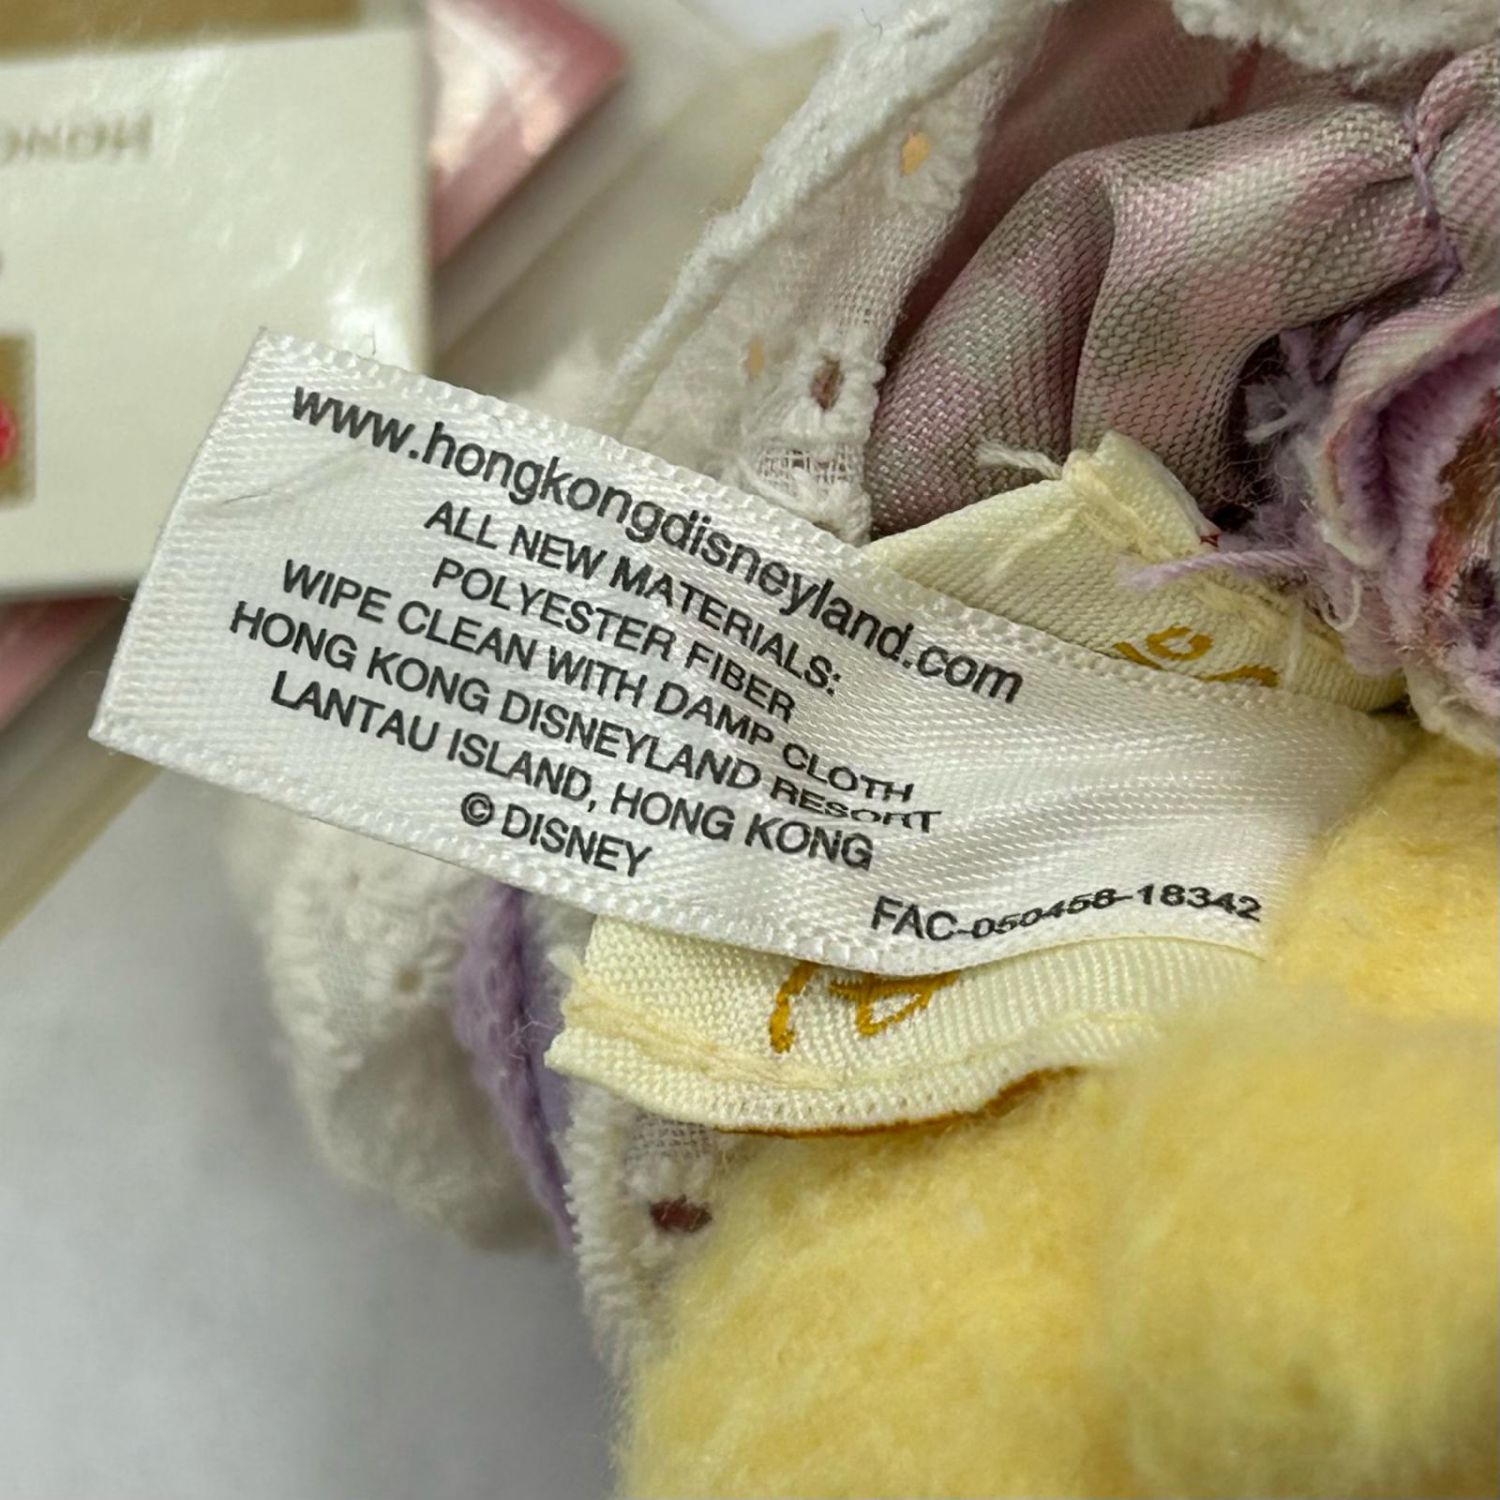 www.hongkongdisneyland.com
ALL NEW MATERIALS:
POLYESTER FIBER
WIPE CLEAN WITH DAMP CLOTH
HONG KONG DISNEYLAND RESORT
LANTAU ISLAND, HONG KONG
© DISNEY
FAC-050458-18342